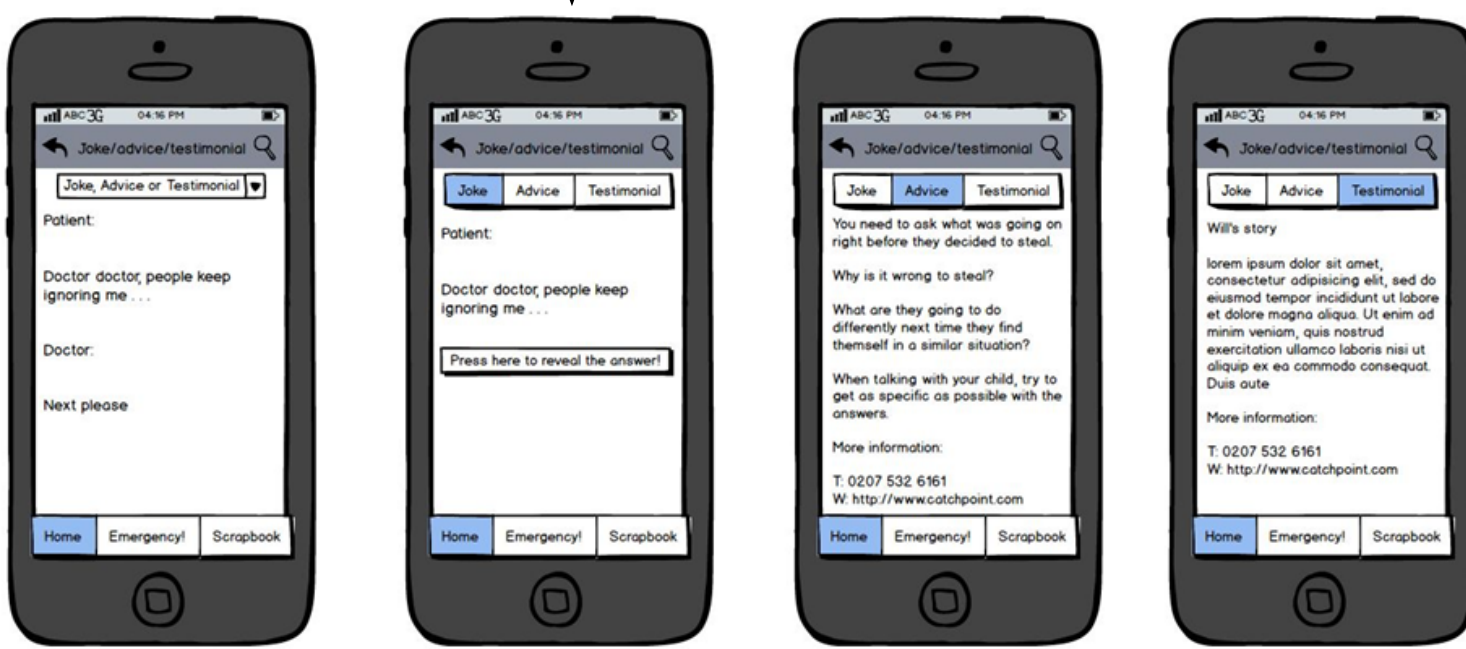 ABC 3G 04:16 PM
Joke/advice/testimonial
Joke, Advice or Testimonial
Patient:
Doctor doctor, people keep
ignoring me . . .
Doctor:
Next please
Home Emergency! Scrapbook
ABC 3G 04:16 PM
Joke/advice/testimonial
Joke Advice Testimonial
Patient:
Doctor doctor, people keep
ignoring me . . .
Press here to reveal the answer!
Home Emergency! Scrapbook
ABC 3G 04:16 PM
Joke/advice/testimonial
Joke Advice Testimonial
You need to ask what was going on
right before they decided to steal.
Why is it wrong to steal?
What are they going to do
differently next time they find
themself in a similar situation?
When talking with your child, try to
get as specific as possible with the
answers.
More information:
T: 0207 532 6161
W: http://www.catchpoint.com
Home Emergency! Scrapbook
ABC 3G 04:16 PM
Joke/advice/testimonial
Joke Advice Testimonial
Will's story
lorem ipsum dolor sit amet,
consectetur adipisicing elit, sed do
eiusmod tempor incididunt ut labore
et dolore magna aliqua. Ut enim ad
minim veniam, quis nostrud
exercitation ullamco laboris nisi ut
aliquip ex ea commodo consequat.
Duis aute
More information:
T: 0207 532 6161
W: http://www.catchpoint.com
Home Emergency! Scrapbook